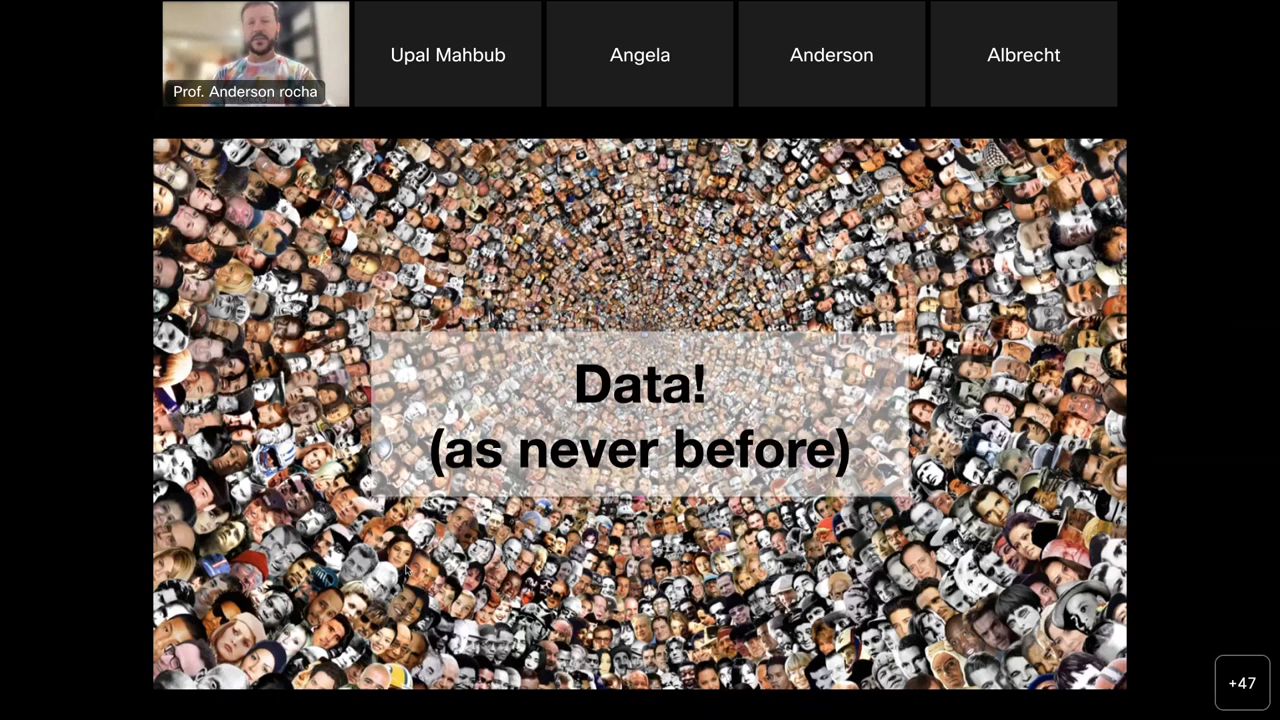 Prof. Anderson rocha
Upal Mahbub
Angela
Anderson
Albrecht
Data!
(as never before)
+47